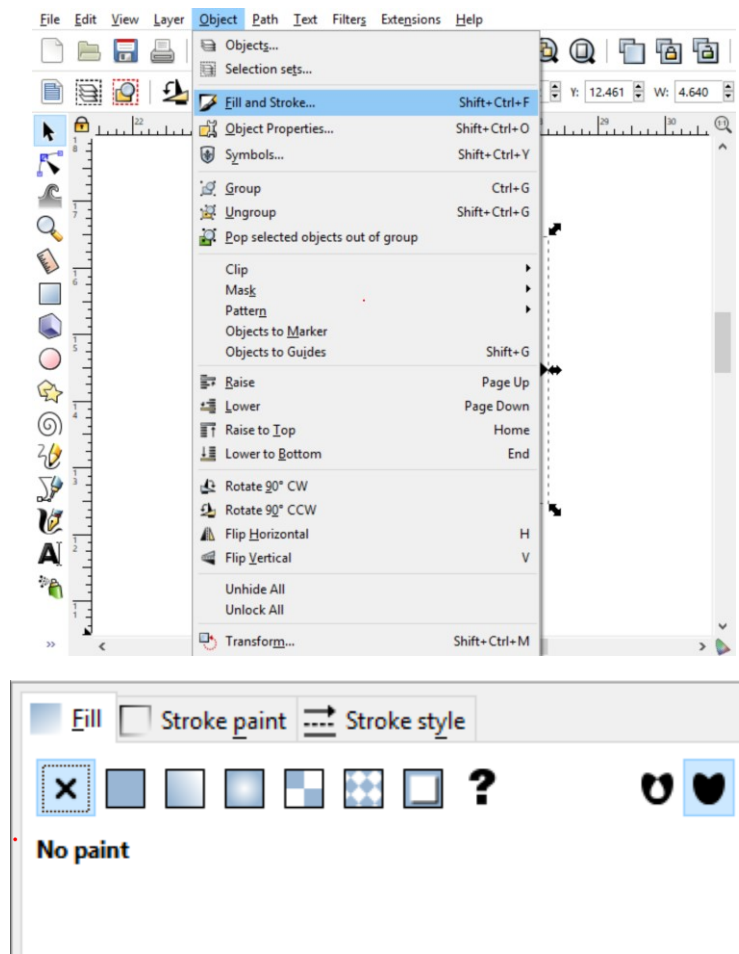 File Edit View Layer Object Path Text Filters Extensions Help
Objects...
Selection sets...
Y: 12.461 W: 4.640
Fill and Stroke... Shift+Ctrl+F
Object Properties... Shift+Ctrl+O
Symbols... Shift+Ctrl+Y
Group Ctrl+G
Ungroup Shift+Ctrl+G
Pop selected objects out of group
Clip
Mask
Pattern
Objects to Marker
Objects to Guides Shift+G
Raise Page Up
Lower Page Down
Raise to Top Home
Lower to Bottom End
Rotate 90° CW
Rotate 90° CCW
Flip Horizontal H
Flip Vertical V
Unhide All
Unlock All
Transform... Shift+Ctrl+M
Fill Stroke paint Stroke style
No paint